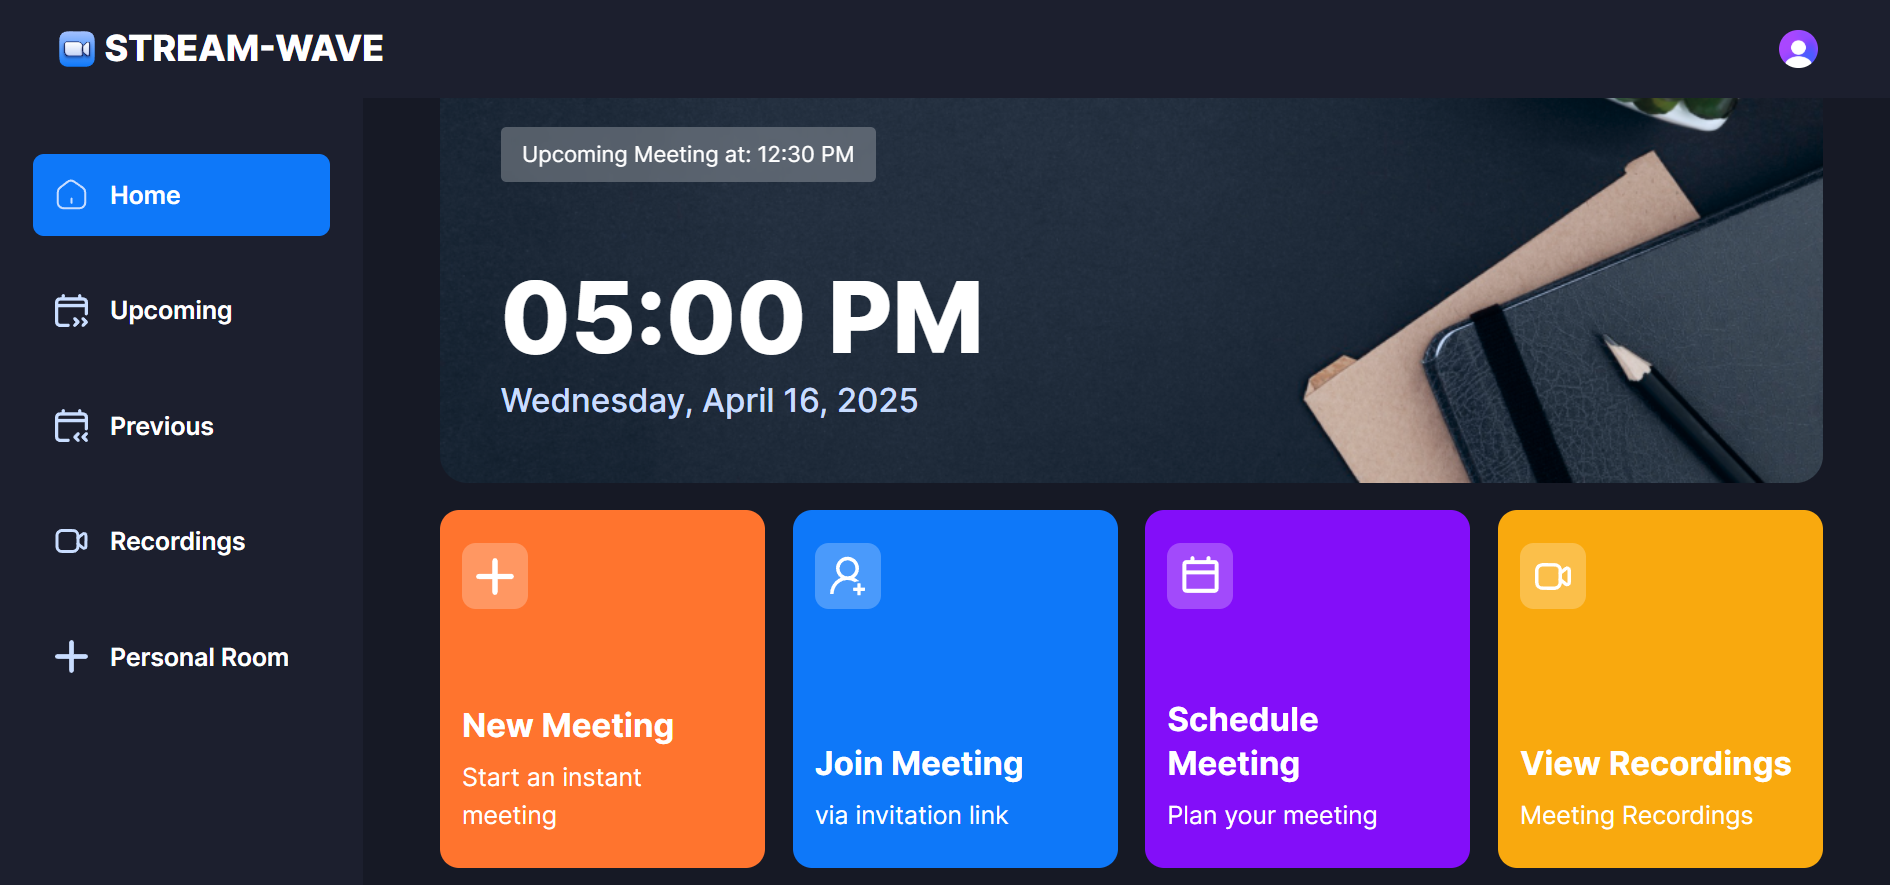 STREAM-WAVE
Home
Upcoming
Previous
Recordings
Personal Room
Upcoming Meeting at: 12:30 PM
05:00 PM
Wednesday, April 16, 2025
New Meeting
Start an instant
meeting
Join Meeting
via invitation link
Schedule
Meeting
Plan your meeting
View Recordings
Meeting Recordings